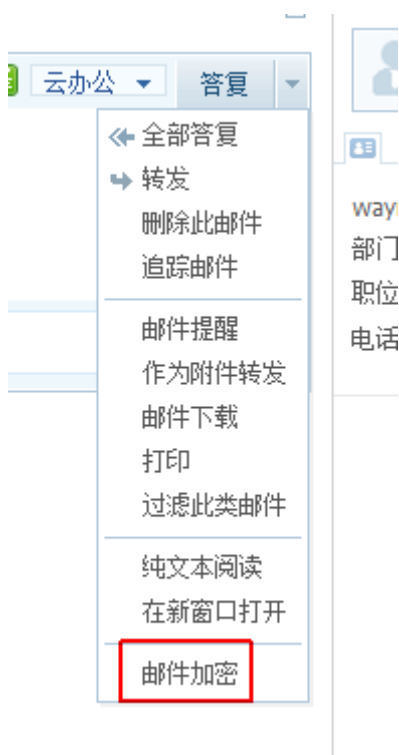 云办公 答复
全部答复
转发
删除此邮件
追踪邮件
邮件提醒
作为附件转发
邮件下载
打印
过滤此类邮件
纯文本阅读
在新窗口打开
邮件加密
way
部门
职位
电话